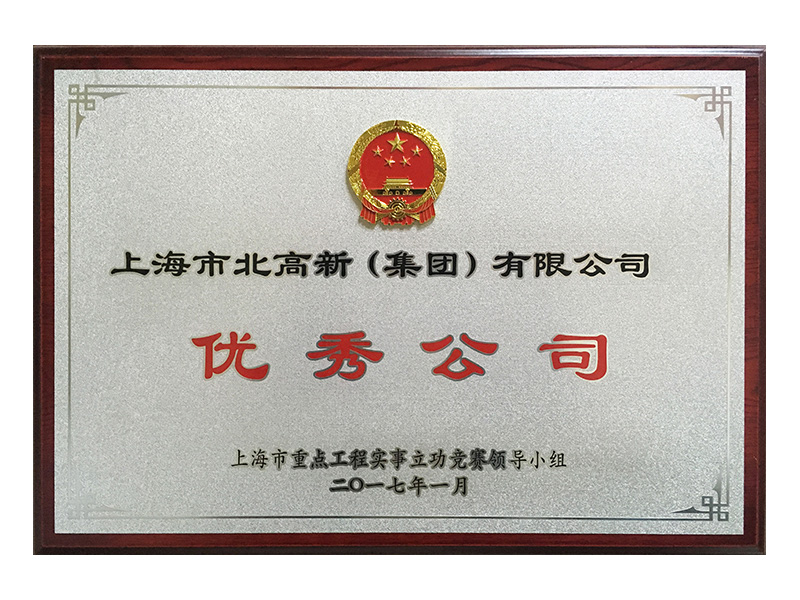 上海市北高新（集团）有限公司
优秀公司
上海市重点工程实事立功竞赛领导小组
二〇一七年一月